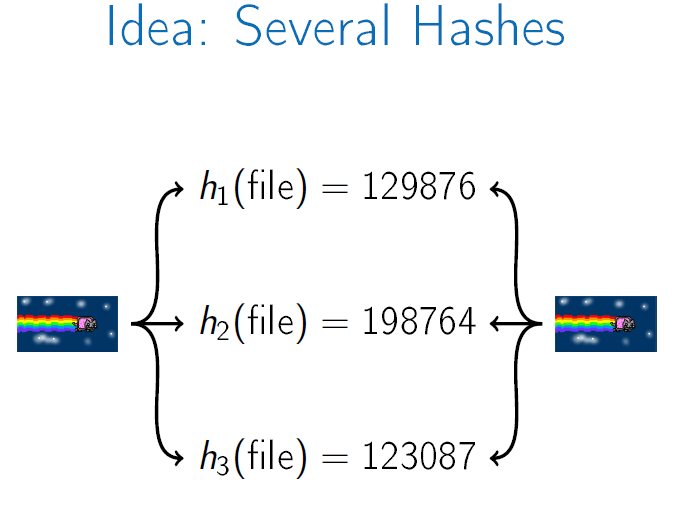 Idea: Several Hashes
h₁(file) = 129876
h₂(file) = 198764
h₃(file) = 123087